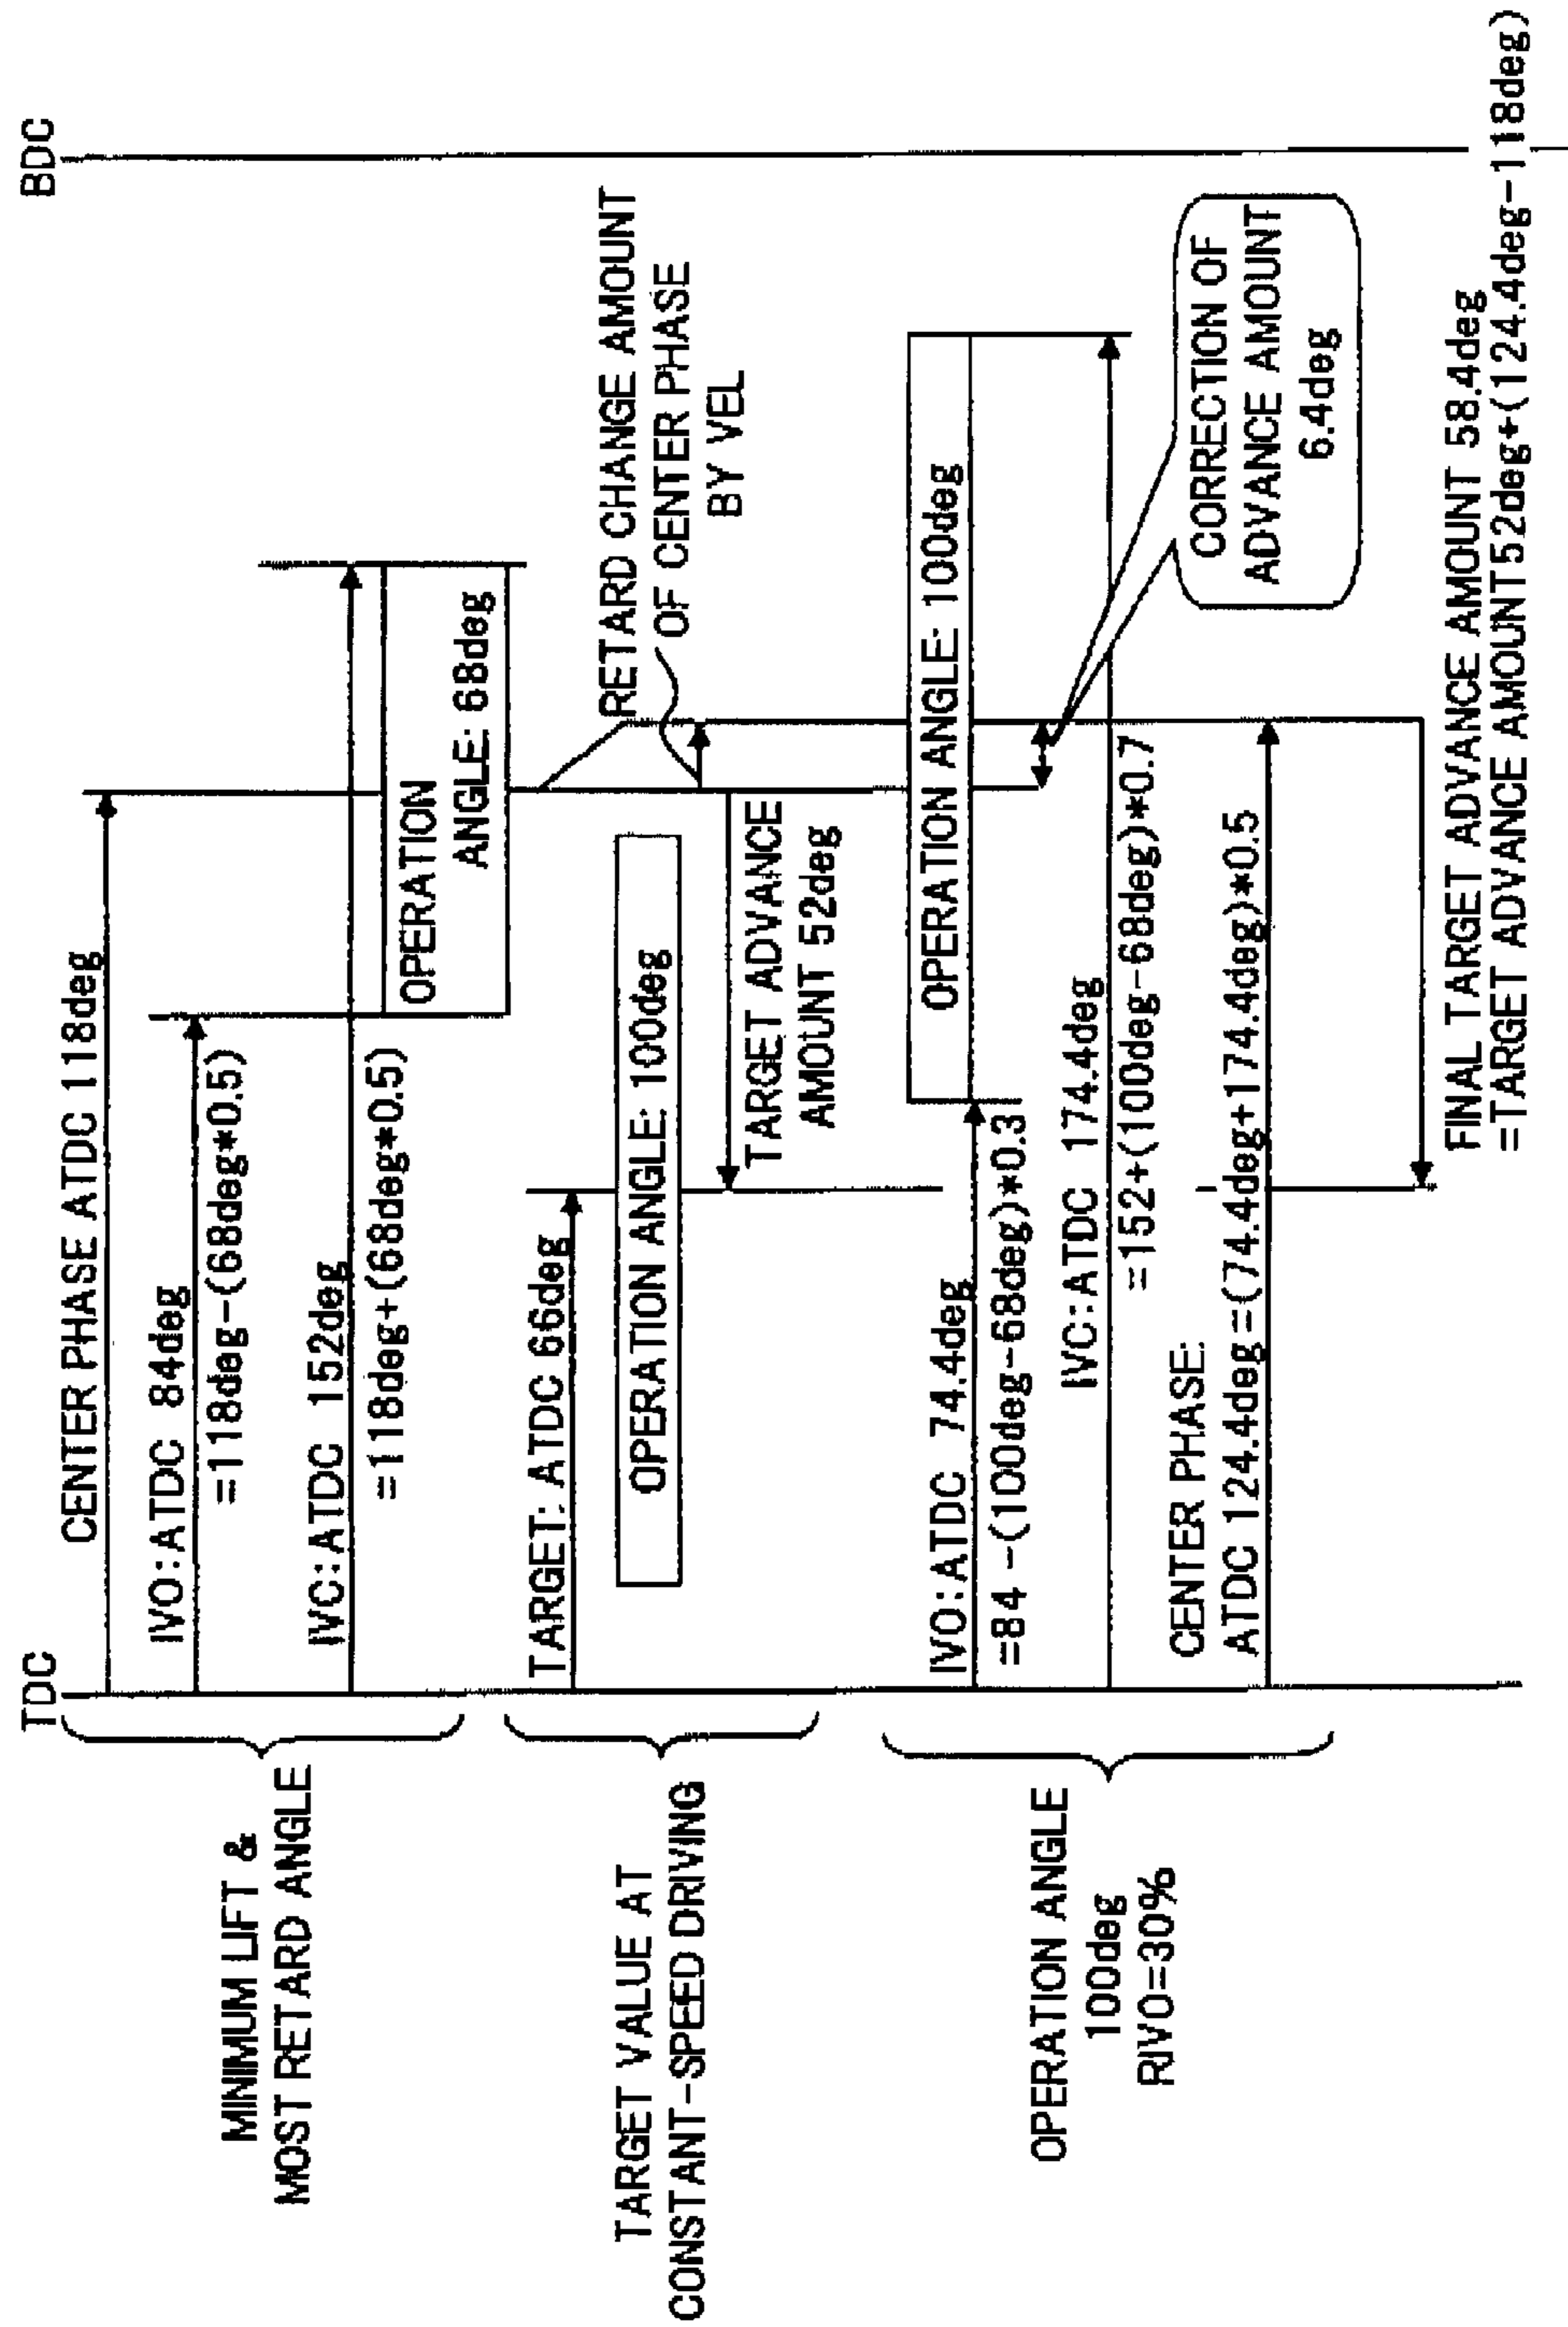 TDC
BDC
MINIMUM LIFT &
MOST RETARD ANGLE
CENTER PHASE ATDC 118deg
IVO:ATDC 84deg
=118deg-(68deg*0.5)
IVC:ATDC 152deg
=118deg+(68deg*0.5)
OPERATION
ANGLE: 68deg
RETARD CHANGE AMOUNT
OF CENTER PHASE
BY VEL
TARGET VALUE AT
CONSTANT-SPEED DRIVING
TARGET: ATDC 66deg
OPERATION ANGLE: 100deg
TARGET ADVANCE
AMOUNT 52deg
OPERATION ANGLE
100deg
RIVO=30%
OPERATION ANGLE: 100deg
IVO:ATDC 74.4deg
=84 -(100deg-68deg)*0.3
IVC:ATDC 174.4deg
=152+(100deg-68deg)*0.7
CENTER PHASE:
ATDC 124.4deg=(74.4deg+174.4deg)*0.5
CORRECTION OF
ADVANCE AMOUNT
6.4deg
FINAL TARGET ADVANCE AMOUNT 58.4deg
=TARGET ADVANCE AMOUNT52deg+(124.4deg-118deg)